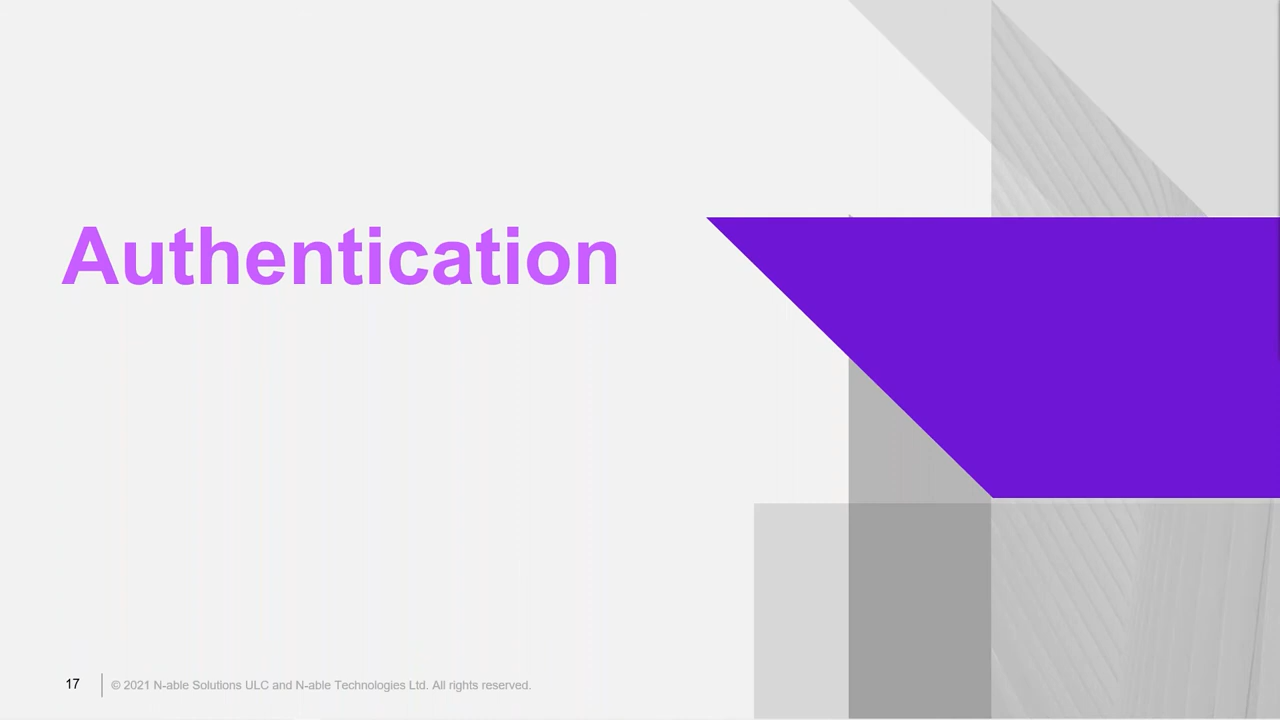 Authentication
17
© 2021 N-able Solutions ULC and N-able Technologies Ltd. All rights reserved.